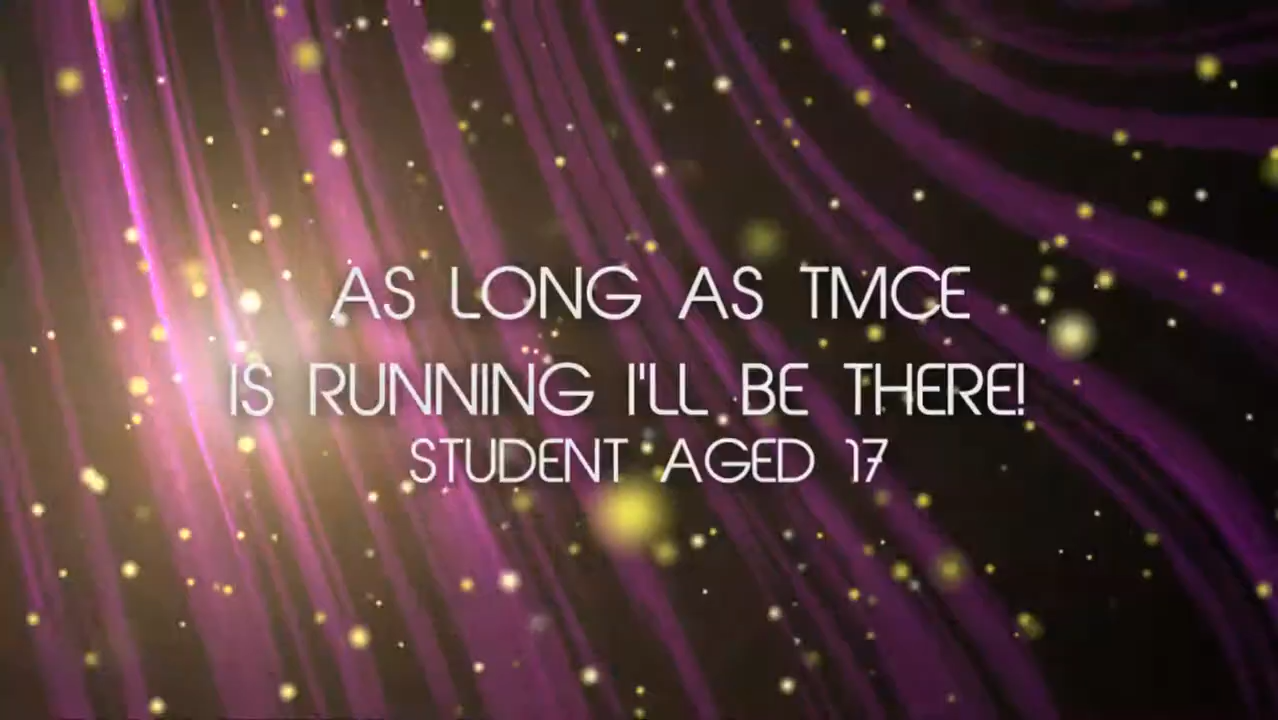 AS LONG AS TMCE
IS RUNNING I'LL BE THERE!
STUDENT AGED 17